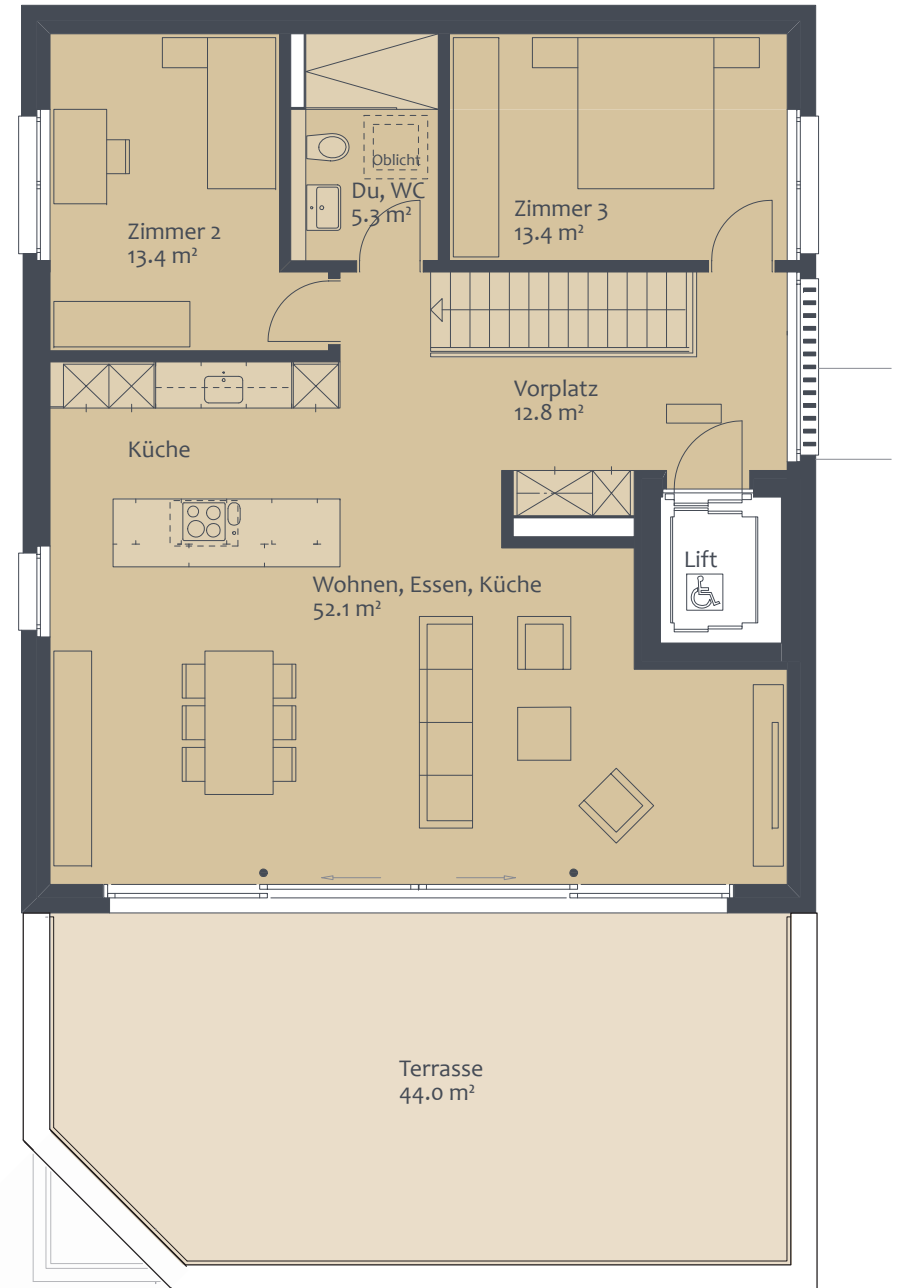 Oblicht
Du, WC
5.3 m²
Zimmer 3
13.4 m²
Zimmer 2
13.4 m²
Vorplatz
12.8 m²
Küche
Lift
Wohnen, Essen, Küche
52.1 m²
Terrasse
44.0 m²